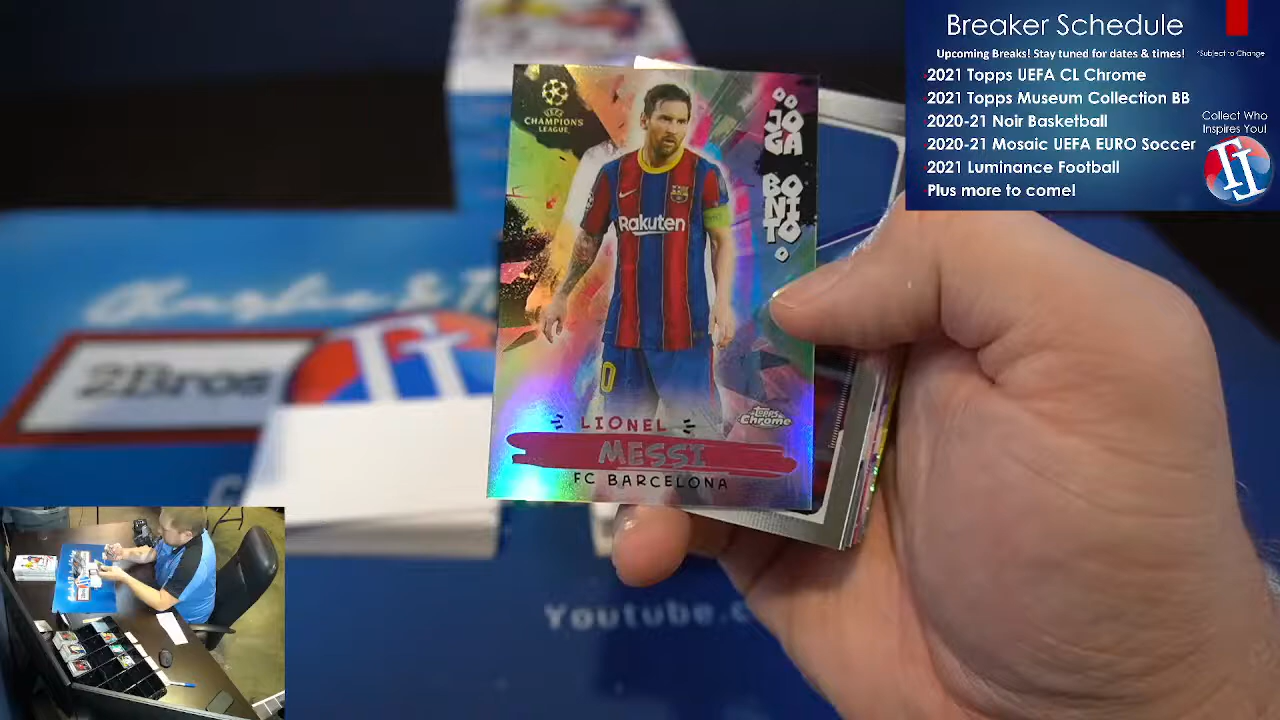 Breaker Schedule
Upcoming Breaks! Stay tuned for dates & times!
*Subject to Change
2021 Topps UEFA CL Chrome
2021 Topps Museum Collection BB
2020-21 Noir Basketball
2020-21 Mosaic UEFA EURO Soccer
2021 Luminance Football
Plus more to come!
Collect Who
Inspires You!
UEFA
CHAMPIONS
LEAGUE
JOGA
BONITO
Rakuten
0
LIONEL
Topps
Chrome
MESSI
FC BARCELONA
2Bros
Youtube.c